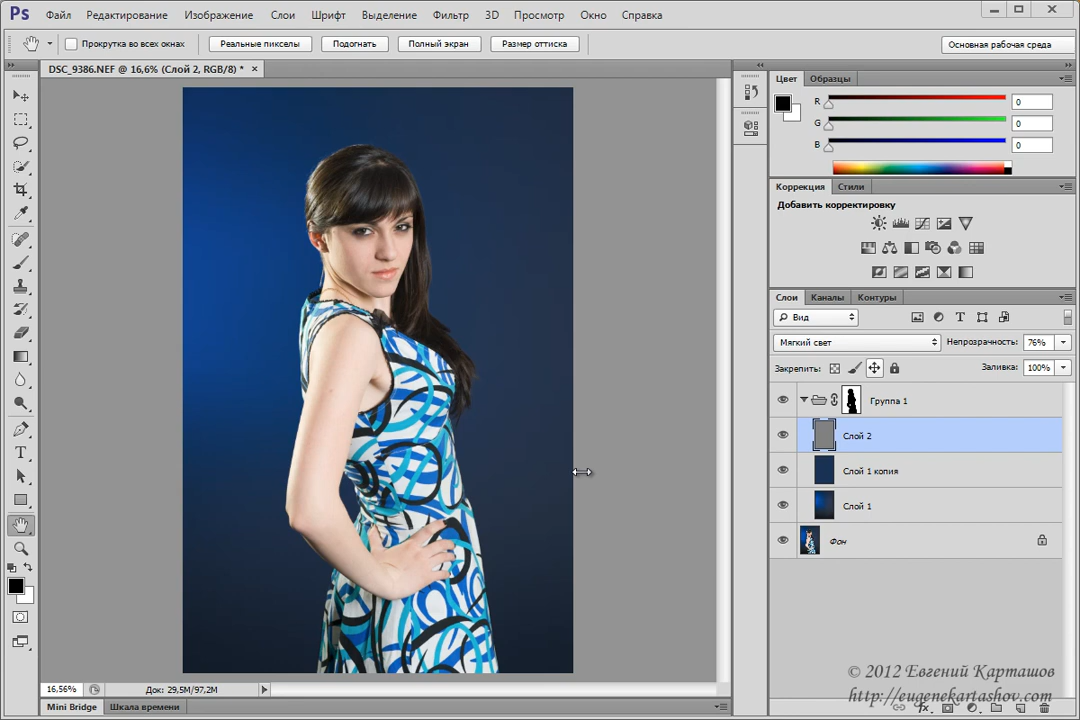 Ps Файл Редактирование Изображение Слои Шрифт Выделение Фильтр 3D Просмотр Окно Справка
Прокрутка во всех окнах Реальные пикселы Подогнать Полный экран Размер оттиска Основная рабочая среда
DSC_9386.NEF @ 16,6% (Слой 2, RGB/8) * ×
Цвет Образцы
R 0
G 0
B 0
Коррекция Стили
Добавить корректировку
Слои Каналы Контуры
Вид
Мягкий свет Непрозрачность: 76%
Закрепить: Заливка: 100%
Группа 1
Слой 2
Слой 1 копия
Слой 1
Фон
© 2012 Евгений Карташов
http://eugenekartashov.com
16,56% Док: 29,5M/97,2M
Mini Bridge Шкала времени